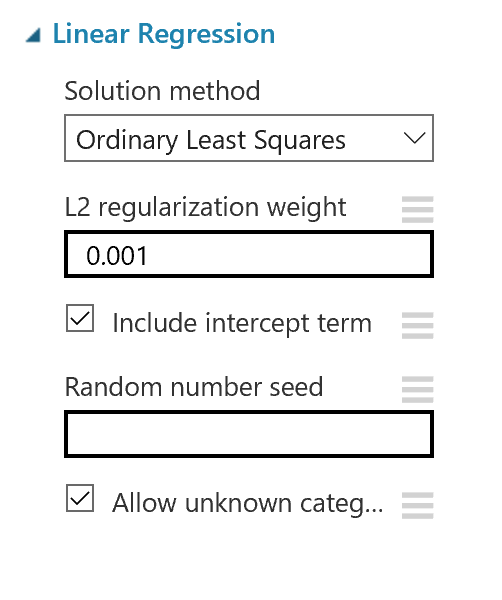 Linear Regression
Solution method
Ordinary Least Squares
L2 regularization weight
0.001
Include intercept term
Random number seed
Allow unknown categ...